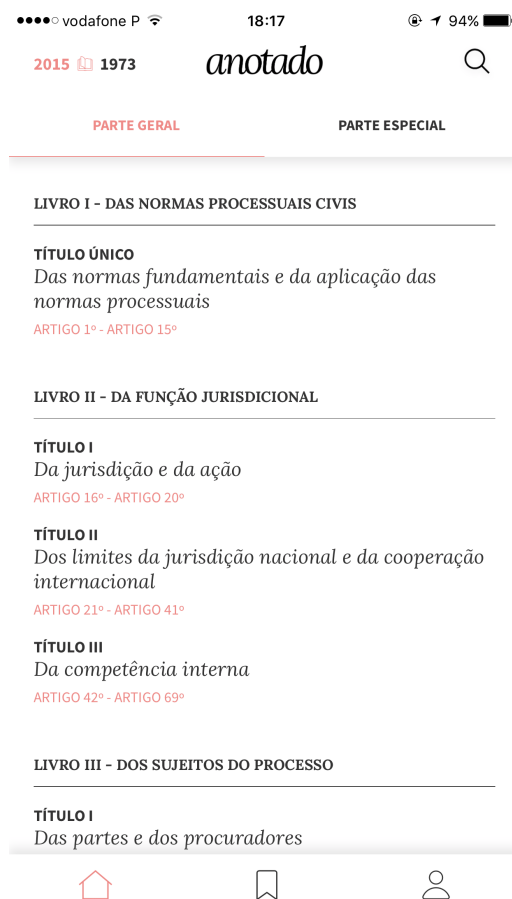 vodafone P 18:17 94%
2015 1973 anotado
PARTE GERAL PARTE ESPECIAL
LIVRO I - DAS NORMAS PROCESSUAIS CIVIS
TÍTULO ÚNICO
Das normas fundamentais e da aplicação das
normas processuais
ARTIGO 1º - ARTIGO 15º
LIVRO II - DA FUNÇÃO JURISDICIONAL
TÍTULO I
Da jurisdição e da ação
ARTIGO 16º - ARTIGO 20º
TÍTULO II
Dos limites da jurisdição nacional e da cooperação
internacional
ARTIGO 21º - ARTIGO 41º
TÍTULO III
Da competência interna
ARTIGO 42º - ARTIGO 69º
LIVRO III - DOS SUJEITOS DO PROCESSO
TÍTULO I
Das partes e dos procuradores